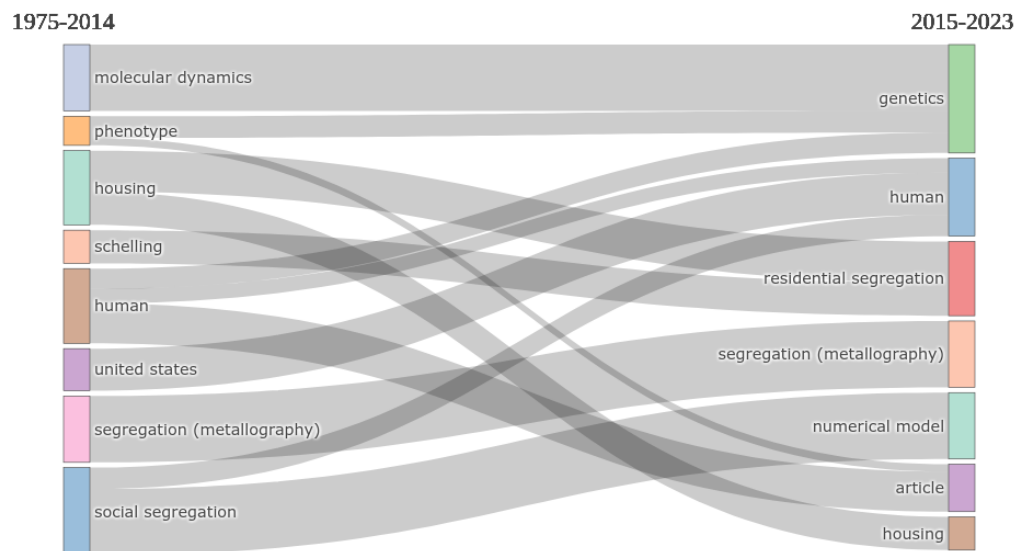 1975-2014
2015-2023
molecular dynamics
phenotype
housing
schelling
human
united states
segregation (metallography)
social segregation
genetics
human
residential segregation
segregation (metallography)
numerical model
article
housing